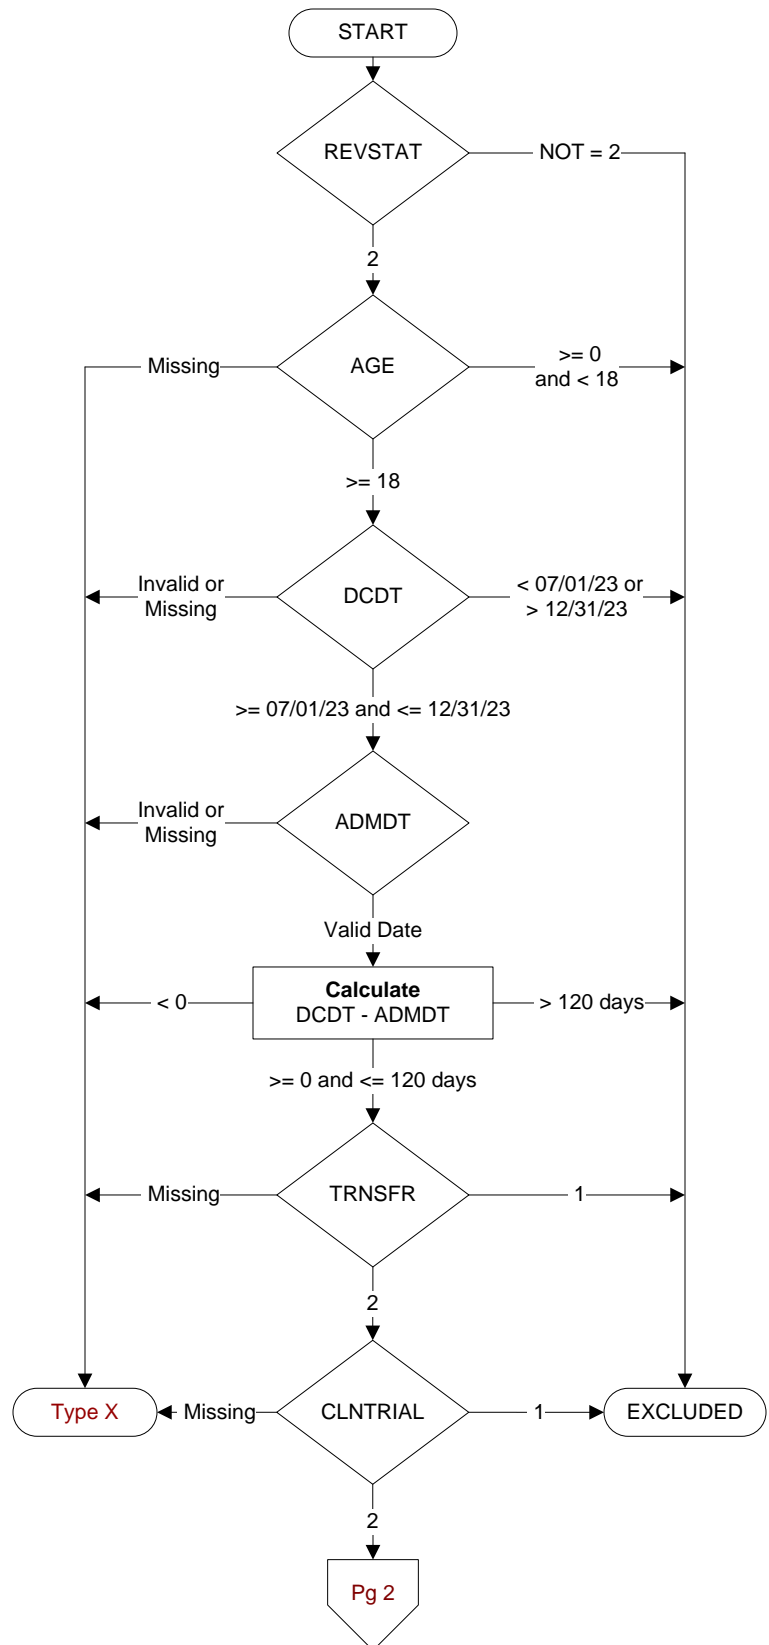 START
REVSTAT
NOT = 2
2
Missing
AGE
>= 0
and < 18
>= 18
Invalid or
Missing
DCDT
< 07/01/23 or
> 12/31/23
>= 07/01/23 and <= 12/31/23
Invalid or
Missing
ADMDT
Valid Date
< 0
Calculate
DCDT - ADMDT
> 120 days
>= 0 and <= 120 days
Missing
TRNSFR
1
2
Type X
Missing
CLNTRIAL
1
EXCLUDED
2
Pg 2